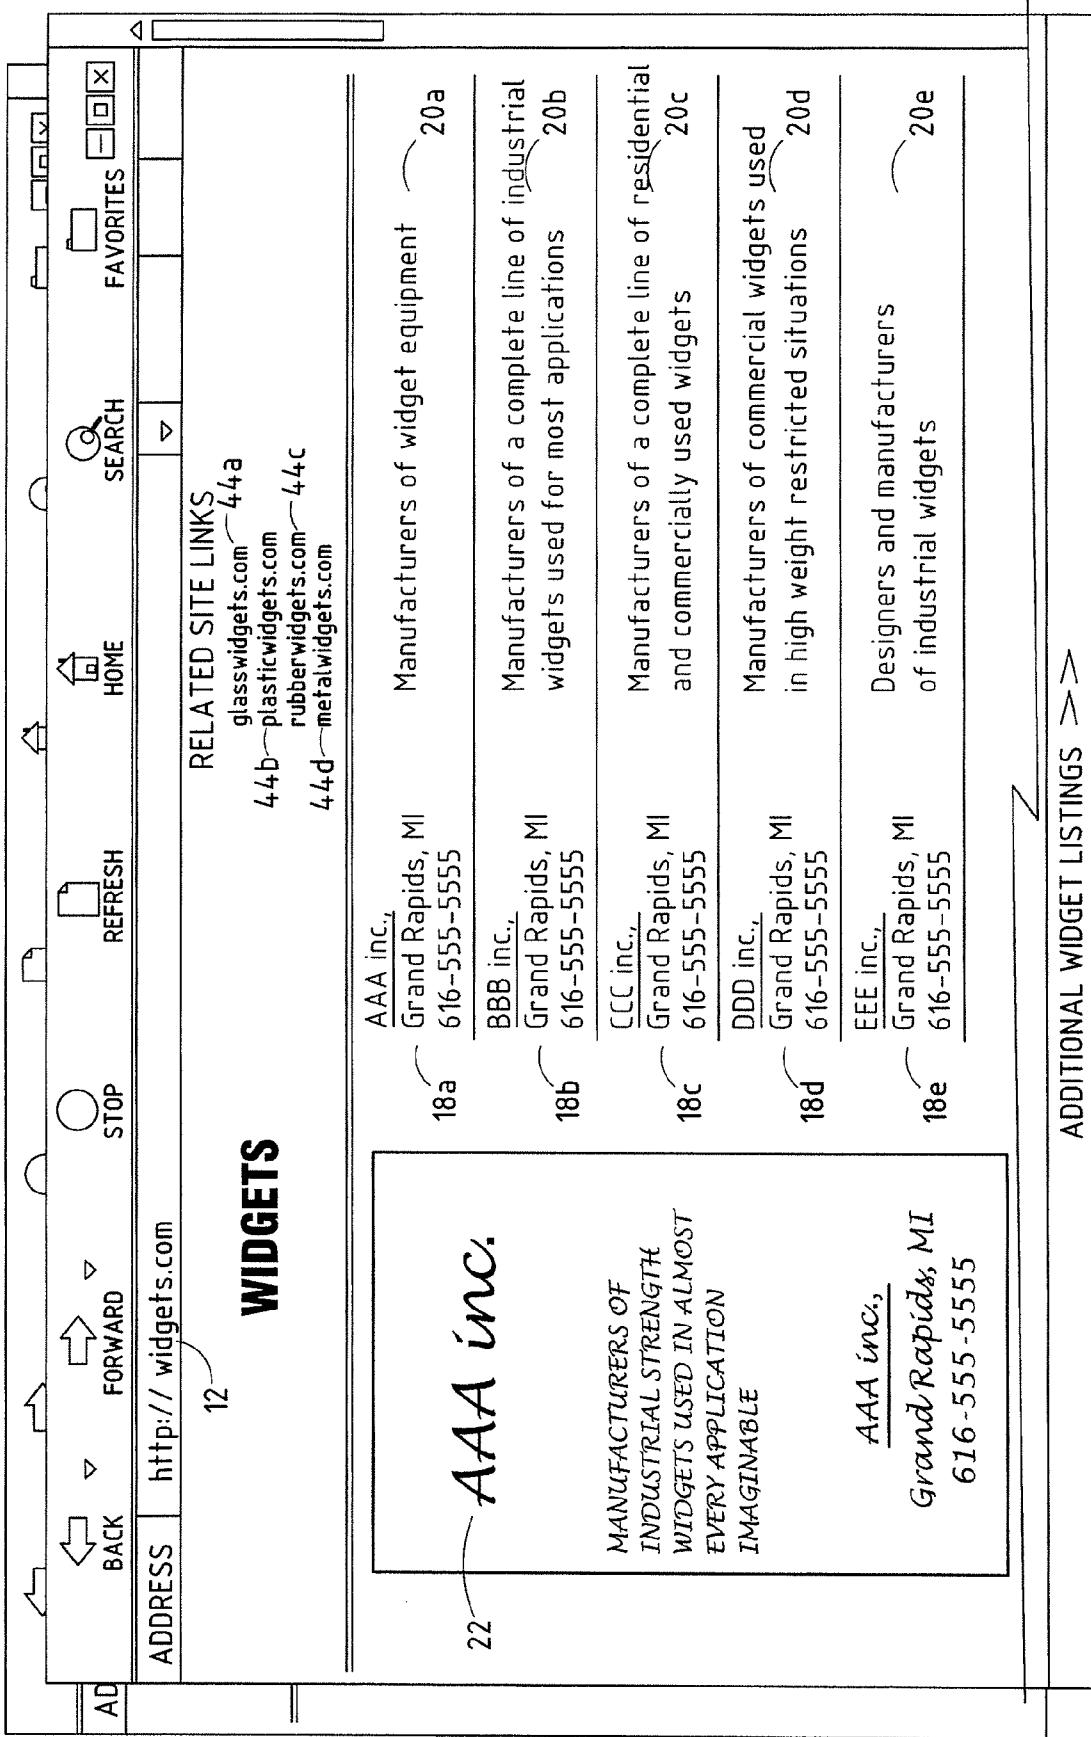 BACK
FORWARD
STOP
REFRESH
HOME
SEARCH
FAVORITES
AD
ADDRESS
http:// widgets.com
12
WIDGETS
RELATED SITE LINKS
glasswidgets.com 44a
44b plasticwidgets.com
rubberwidgets.com 44c
44d metalwidgets.com
22
AAA inc.
MANUFACTURERS OF
INDUSTRIAL STRENGTH
WIDGETS USED IN ALMOST
EVERY APPLICATION
IMAGINABLE
AAA inc.,
Grand Rapids, MI
616-555-5555
AAA inc.,
Grand Rapids, MI
616-555-5555
18a
Manufacturers of widget equipment
20a
BBB inc.,
Grand Rapids, MI
616-555-5555
18b
Manufacturers of a complete line of industrial
widgets used for most applications
20b
CCC inc.,
Grand Rapids, MI
616-555-5555
18c
Manufacturers of a complete line of residential
and commercially used widgets
20c
DDD inc.,
Grand Rapids, MI
616-555-5555
18d
Manufacturers of commercial widgets used
in high weight restricted situations
20d
EEE inc.,
Grand Rapids, MI
616-555-5555
18e
Designers and manufacturers
of industrial widgets
20e
ADDITIONAL WIDGET LISTINGS >>